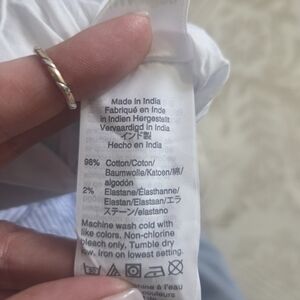 Made in India
Fabriqué en Inde
in Indien Hergestellt
Vervaardigd in India
インド製
Hecho en India
98% Cotton/Coton/
Baumwolle/Katoen/綿/
algodón
2% Elastane/Élasthanne/
Elastan/Elastaan/エラ
ステーン/elastano
Machine wash cold with
like colors. Non-chlorine
bleach only. Tumble dry
low. Iron on lowest setting.